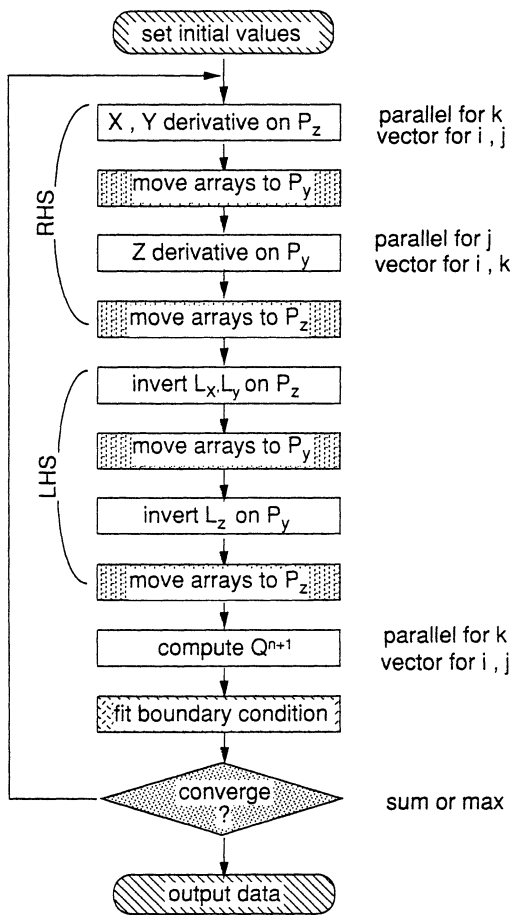 set initial values
X , Y derivative on Pz
parallel for k
vector for i , j
move arrays to Py
RHS
Z derivative on Py
parallel for j
vector for i , k
move arrays to Pz
invert Lx.Ly on Pz
move arrays to Py
LHS
invert Lz on Py
move arrays to Pz
compute Qn+1
parallel for k
vector for i , j
fit boundary condition
converge
?
sum or max
output data